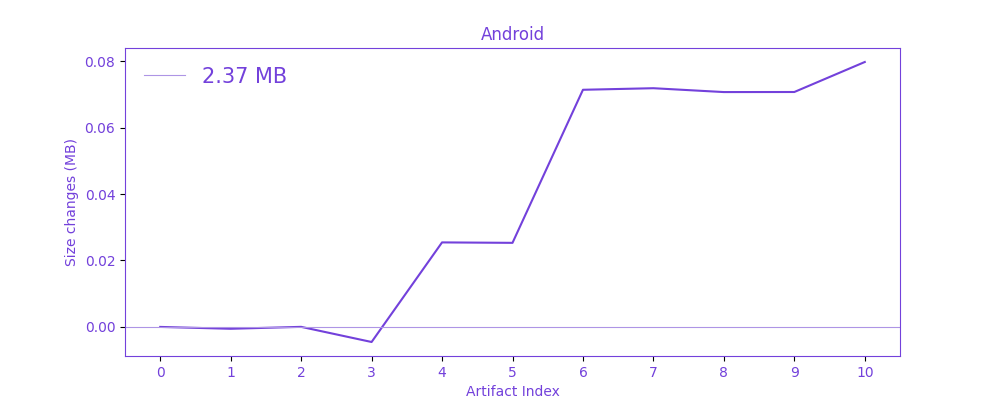 Android
2.37 MB
Size changes (MB)
0.08
0.06
0.04
0.02
0.00
0 1 2 3 4 5 6 7 8 9 10
Artifact Index